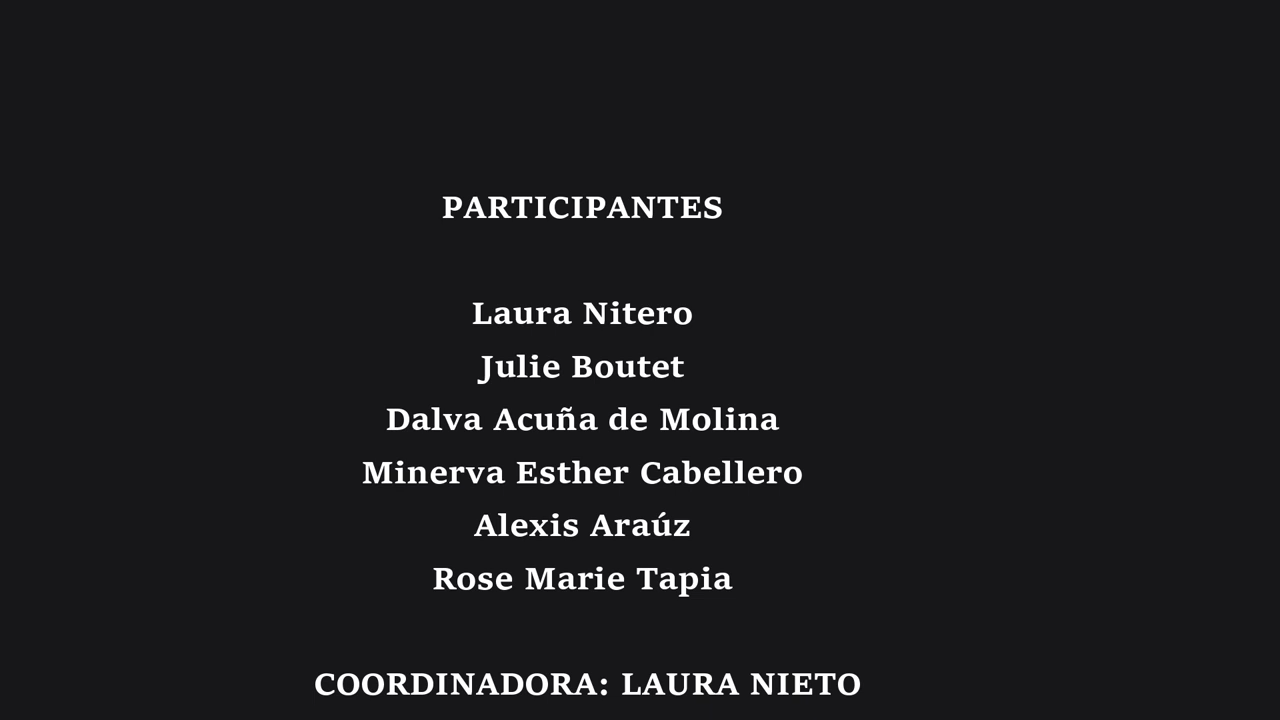 PARTICIPANTES
Laura Nitero
Julie Boutet
Dalva Acuña de Molina
Minerva Esther Cabellero
Alexis Araúz
Rose Marie Tapia
COORDINADORA: LAURA NIETO